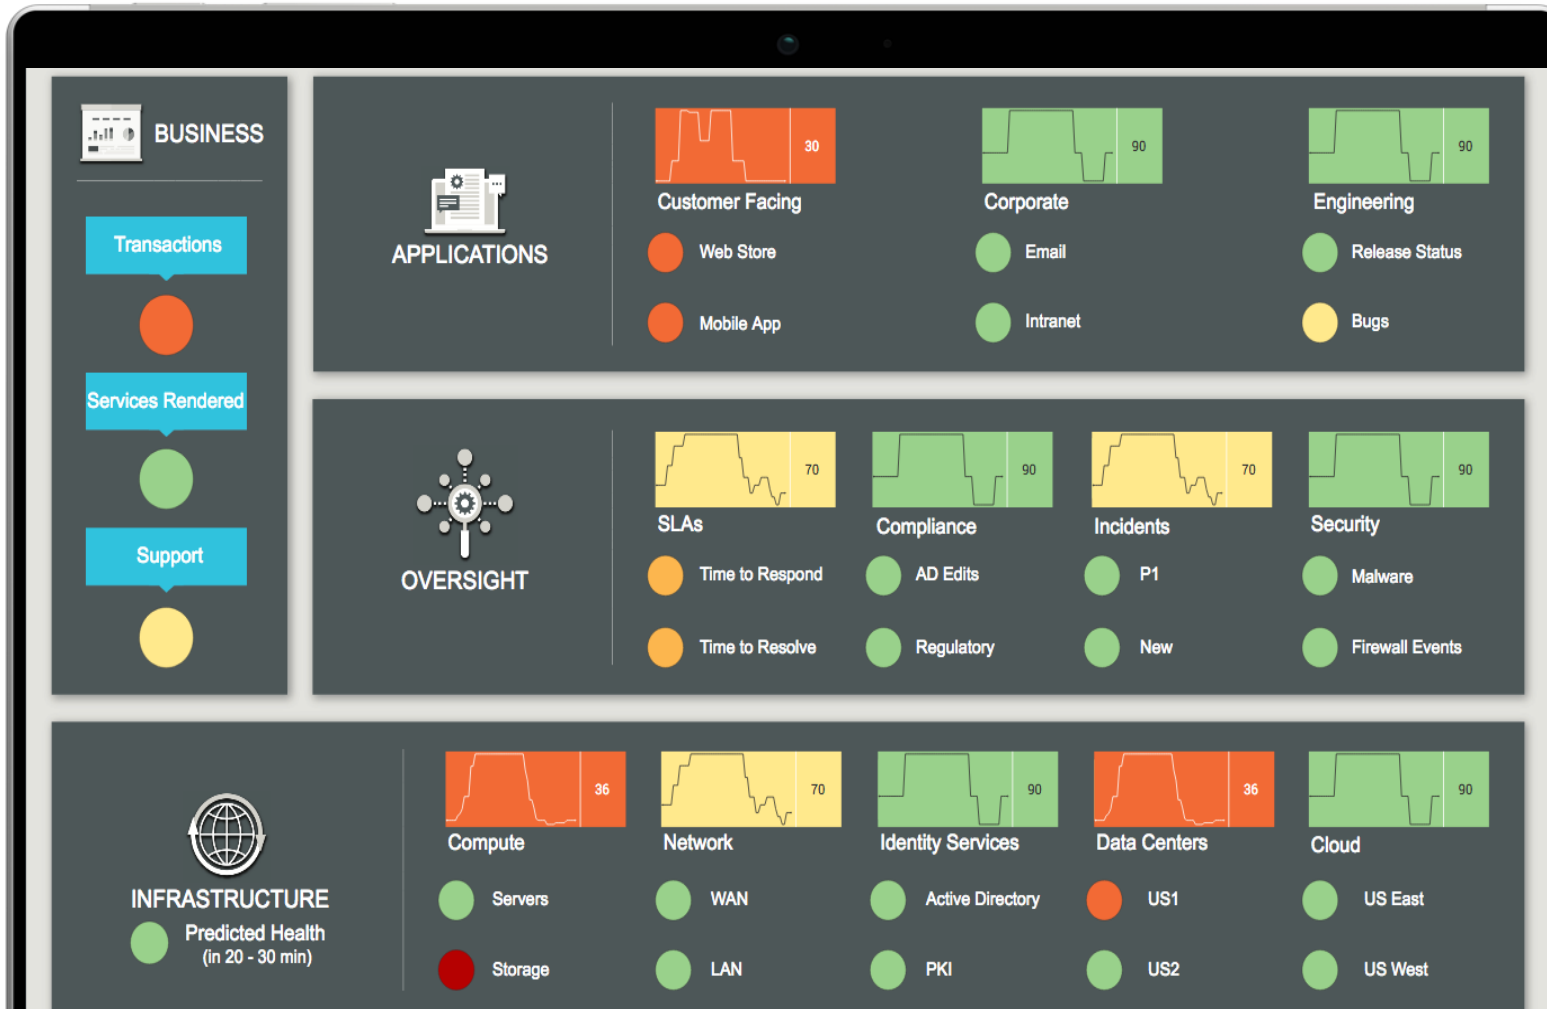 BUSINESS
Transactions
Services Rendered
Support
APPLICATIONS
30
Customer Facing
Web Store
Mobile App
90
Corporate
Email
Intranet
90
Engineering
Release Status
Bugs
OVERSIGHT
70
SLAs
Time to Respond
Time to Resolve
90
Compliance
AD Edits
Regulatory
70
Incidents
P1
New
90
Security
Malware
Firewall Events
INFRASTRUCTURE
Predicted Health
(in 20 - 30 min)
36
Compute
Servers
Storage
70
Network
WAN
LAN
90
Identity Services
Active Directory
PKI
36
Data Centers
US1
US2
90
Cloud
US East
US West